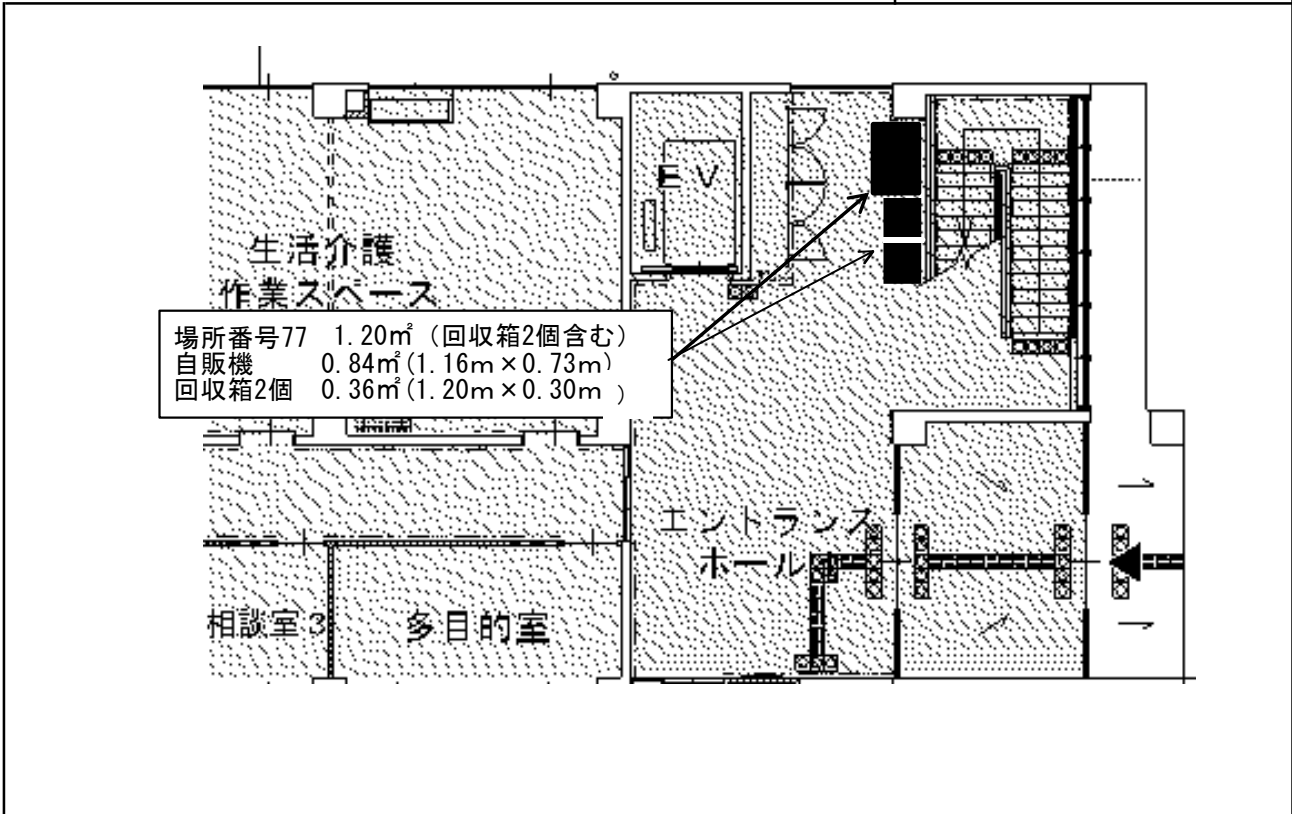 EV
生活介護
作業スペース
場所番号77 1.20㎡（回収箱2個含む）
自販機 0.84㎡(1.16m×0.73m)
回収箱2個 0.36㎡(1.20m×0.30m )
エントランス
ホール
相談室3
多目的室